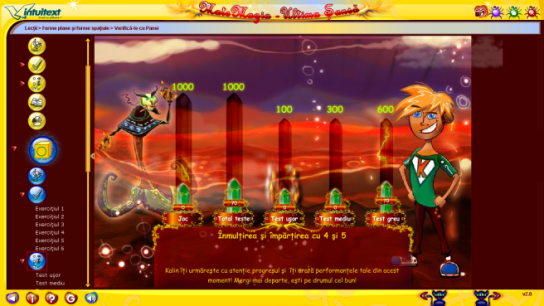 intuitext
MateMagia - Ultima Șansă
Lecții > Forme plane și forme spațiale > Verifică-te cu Pansi
1000 1000 100 300 600
Joc Total teste Test ușor Test mediu Test greu
Înmulțirea și împărțirea cu 4 și 5
Kalin îți urmărește cu atenție progresul și îți arată performanțele tale din acest
moment! Mergi mai departe, ești pe drumul cel bun!
Exercițiul 1
Exercițiul 2
Exercițiul 3
Exercițiul 4
Exercițiul 5
Exercițiul 6
Test ușor
Test mediu
v2.0